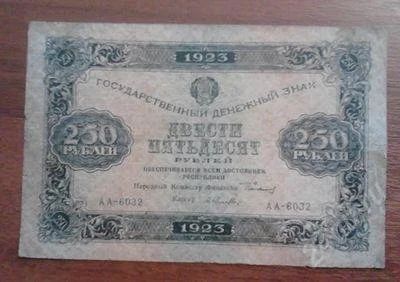 1923
ГОСУДАРСТВЕННЫЙ ДЕНЕЖНЫЙ ЗНАК
250 РУБЛЕЙ
ДВЕСТИ
ПЯТЬДЕСЯТ
РУБЛЕЙ
250 РУБЛЕЙ
ОБЕСПЕЧИВАЕТСЯ ВСЕМ ДОСТОЯНИЕМ
РЕСПУБЛИКИ
Народный Комиссар Финансов
АА-6032
Кассир
АА-6032
1923